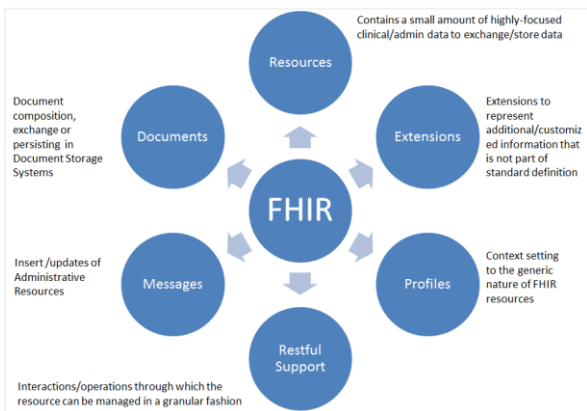 Contains a small amount of highly-focused
clinical/admin data to exchange/store data
Resources
Document
composition,
exchange or
persisting in
Document Storage
Systems
Documents
Extensions
Extensions to
represent
additional/customiz
ed information that
is not part of
standard definition
FHIR
Insert/updates of
Administrative
Resources
Messages
Profiles
Context setting
to the generic
nature of FHIR
resources
Restful
Support
Interactions/operations through which the
resource can be managed in a granular fashion